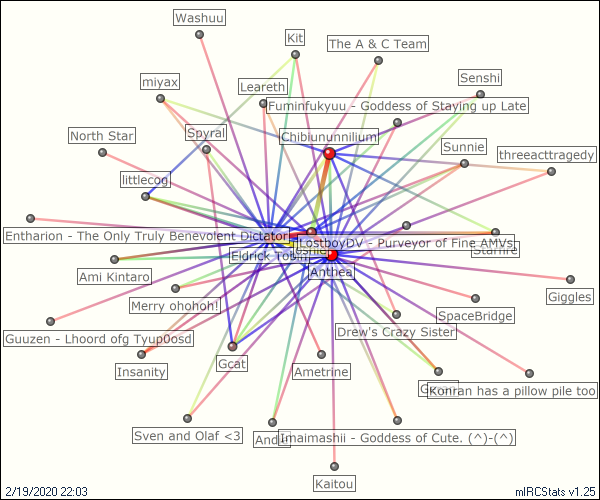 Washuu
Kit
The A & C Team
miyax
Leareth
Senshi
Fuminfukyuu - Goddess of Staying up Late
North Star
Spyral
Chibiununnilium
Sunnie
threeacttragedy
littlecog
Entharion - The Only Truly Benevolent Dictator
LostboyDV - Purveyor of Fine AMVs
Starfire
Eldrick Tobin
Ami Kintaro
Anthea
Giggles
Merry ohohoh!
SpaceBridge
Guuzen - Lhoord ofg Tyup0osd
Drew's Crazy Sister
Insanity
Gcat
Ametrine
Konran has a pillow pile too
Sven and Olaf <3
Imaimashii - Goddess of Cute. (^)-(^)
Kaitou
2/19/2020 22:03
mIRCStats v1.25